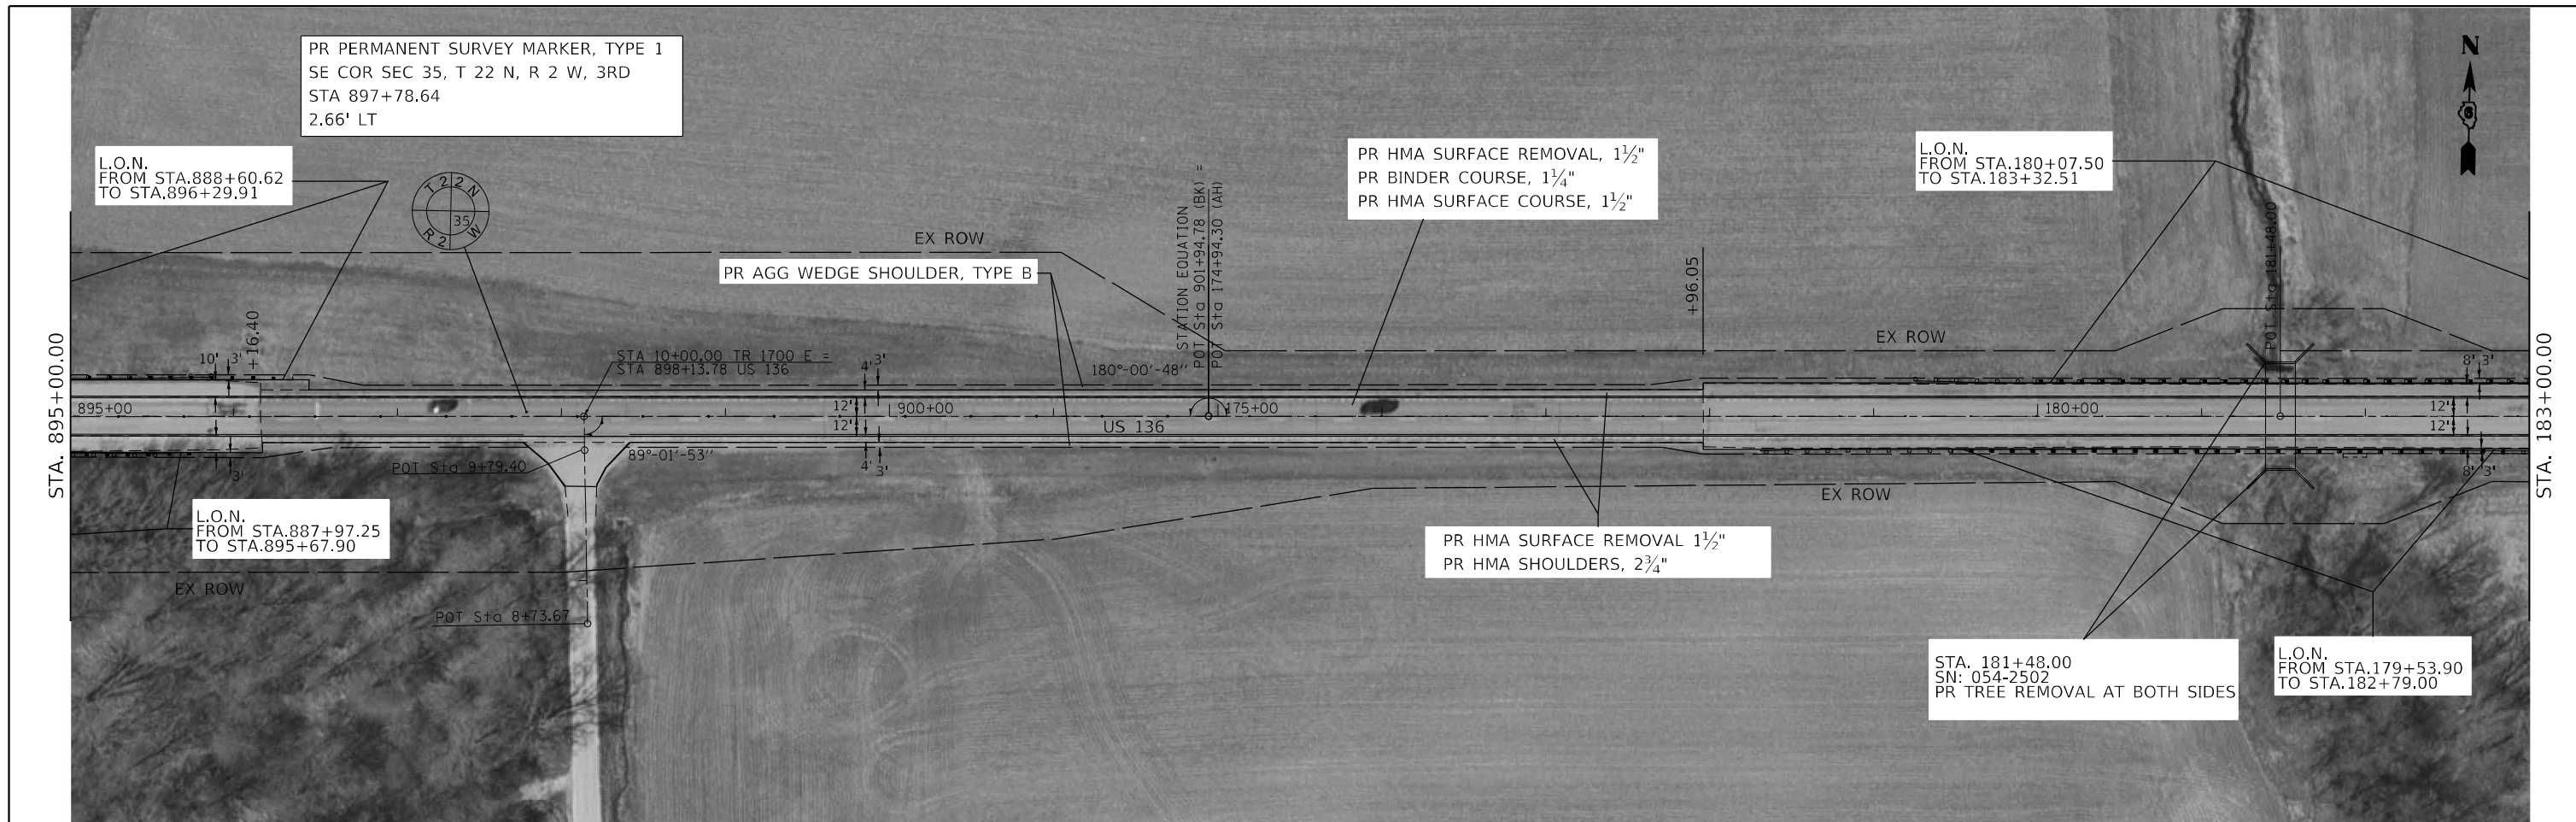 PR PERMANENT SURVEY MARKER, TYPE 1
SE COR SEC 35, T 22 N, R 2 W, 3RD
STA 897+78.64
2.66' LT
N
L.O.N.
FROM STA.888+60.62
TO STA.896+29.91
T 22 N
35
R 2 W
PR HMA SURFACE REMOVAL, 1½"
PR BINDER COURSE, 1¼"
PR HMA SURFACE COURSE, 1½"
L.O.N.
FROM STA.180+07.50
TO STA.183+32.51
STATION EQUATION
POT Sta 901+94.78 (BK) =
POT Sta 174+94.30 (AH)
EX ROW
PR AGG WEDGE SHOULDER, TYPE B
+96.05
POT Sta 181+48.00
EX ROW
STA. 895+00.00
+16.40
10' 3'
STA 10+00.00 TR 1700 E =
STA 898+13.78 US 136
4' 3'
180°-00'-48''
8' 3'
STA. 183+00.00
895+00
12'
900+00
175+00
180+00
12'
12'
US 136
12'
3'
POT Sta 9+79.40
89°-01'-53''
4' 3'
8' 3'
EX ROW
L.O.N.
FROM STA.887+97.25
TO STA.895+67.90
PR HMA SURFACE REMOVAL 1½"
PR HMA SHOULDERS, 2¾"
EX ROW
POT Sta 8+73.67
STA. 181+48.00
SN: 054-2502
PR TREE REMOVAL AT BOTH SIDES
L.O.N.
FROM STA.179+53.90
TO STA.182+79.00